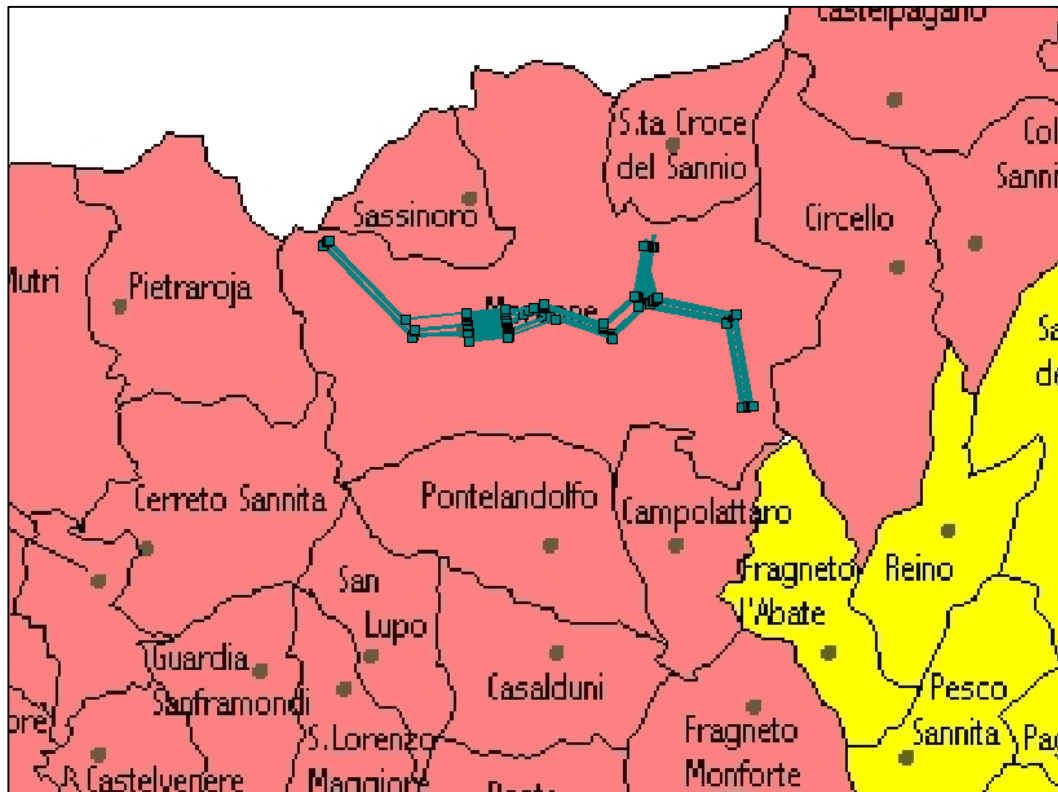 Castelpagano
S.ta Croce
del Sannio
Col
Sanni
Sassinoro
Circello
Mutri
Pietraroja
Sa
de
Cerreto Sannita
Pontelandolfo
Campolattaro
San
Lupo
Fragneto
l'Abate
Reino
Guardia
Sanframondi
Casalduni
Pesco
Sannita
S.Lorenzo
Maggiore
Fragneto
Monforte
Pag
Castelvenere